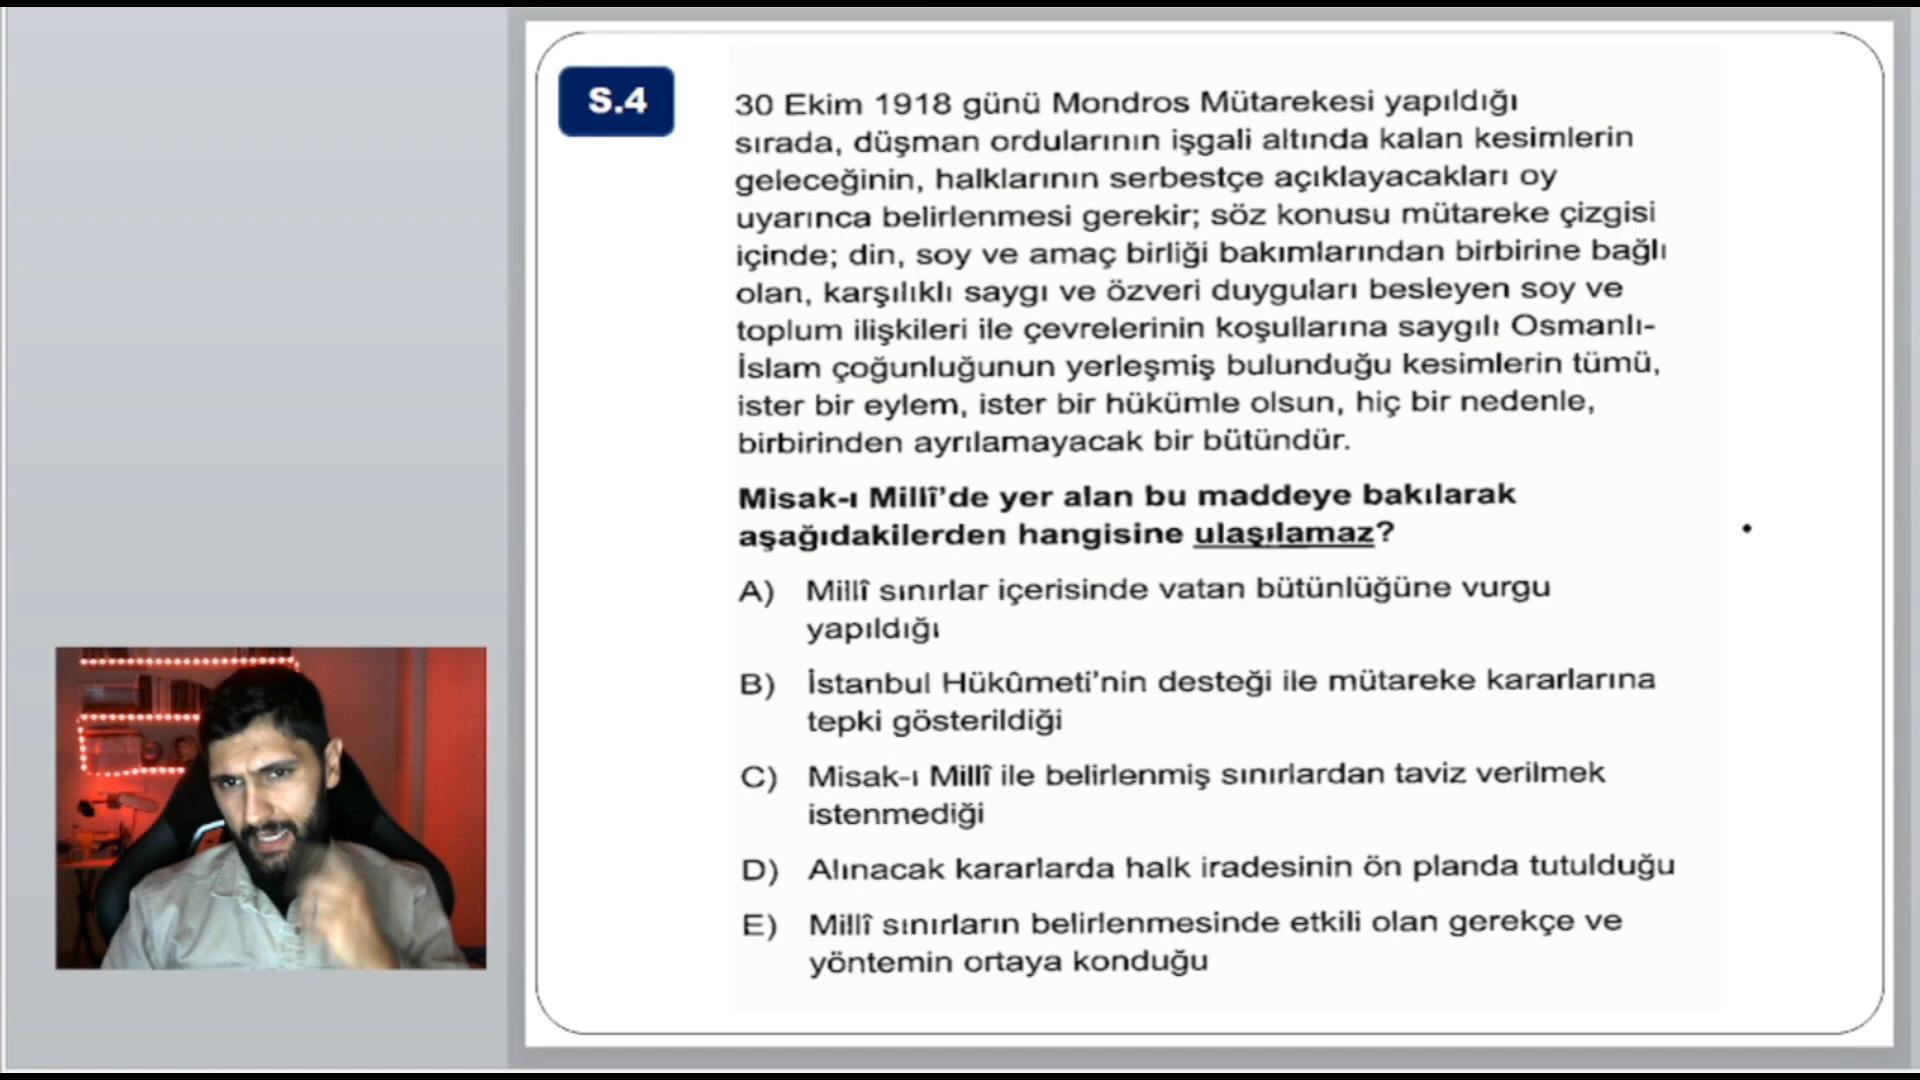 S.4
30 Ekim 1918 günü Mondros Mütarekesi yapıldığı
sırada, düşman ordularının işgali altında kalan kesimlerin
geleceğinin, halklarının serbestçe açıklayacakları oy
uyarınca belirlenmesi gerekir; söz konusu mütareke çizgisi
içinde; din, soy ve amaç birliği bakımlarından birbirine bağlı
olan, karşılıklı saygı ve özveri duyguları besleyen soy ve
toplum ilişkileri ile çevrelerinin koşullarına saygılı Osmanlı-
İslam çoğunluğunun yerleşmiş bulunduğu kesimlerin tümü,
ister bir eylem, ister bir hükümle olsun, hiç bir nedenle,
birbirinden ayrılamayacak bir bütündür.
Misak-ı Millî’de yer alan bu maddeye bakılarak
aşağıdakilerden hangisine ulaşılamaz?
A) Millî sınırlar içerisinde vatan bütünlüğüne vurgu
yapıldığı
B) İstanbul Hükûmeti’nin desteği ile mütareke kararlarına
tepki gösterildiği
C) Misak-ı Millî ile belirlenmiş sınırlardan taviz verilmek
istenmediği
D) Alınacak kararlarda halk iradesinin ön planda tutulduğu
E) Millî sınırların belirlenmesinde etkili olan gerekçe ve
yöntemin ortaya konduğu